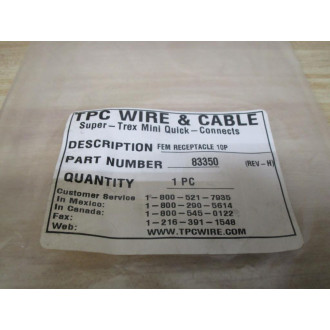 TPC WIRE & CABLE
Super-Trex Mini Quick-Connects
DESCRIPTION FEM RECEPTACLE 10P
PART NUMBER 83350 (REV-H)
QUANTITY 1 PC
Customer Service 1-800-521-7935
In Mexico: 1-800-290-5614
In Canada: 1-800-545-0122
Fax: 1-216-391-1548
Web: WWW.TPCWIRE.COM